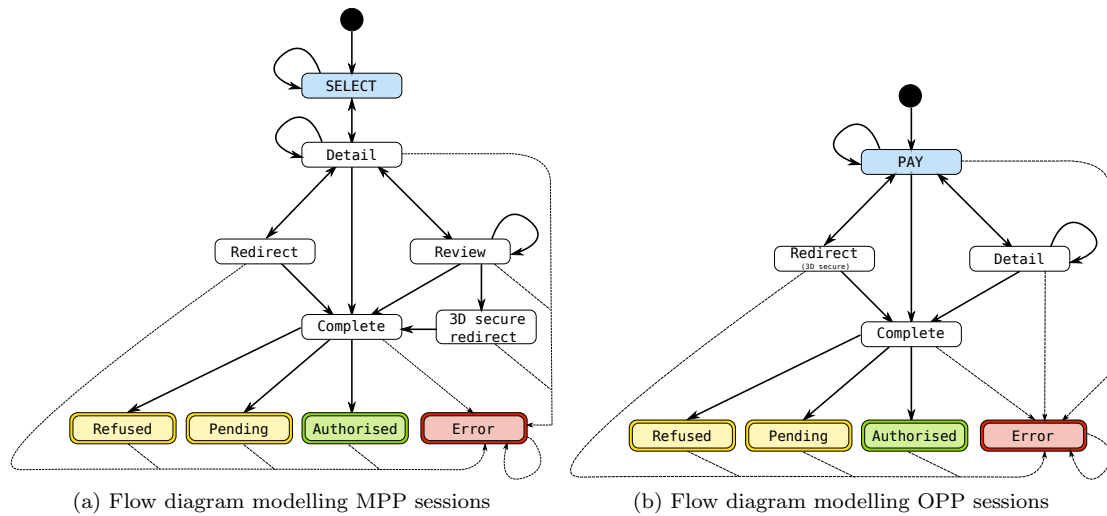 SELECT
Detail
Redirect
Review
Complete
3D secure
redirect
Refused
Pending
Authorised
Error
(a) Flow diagram modelling MPP sessions
PAY
Redirect
(3D secure)
Detail
Complete
Refused
Pending
Authorised
Error
(b) Flow diagram modelling OPP sessions